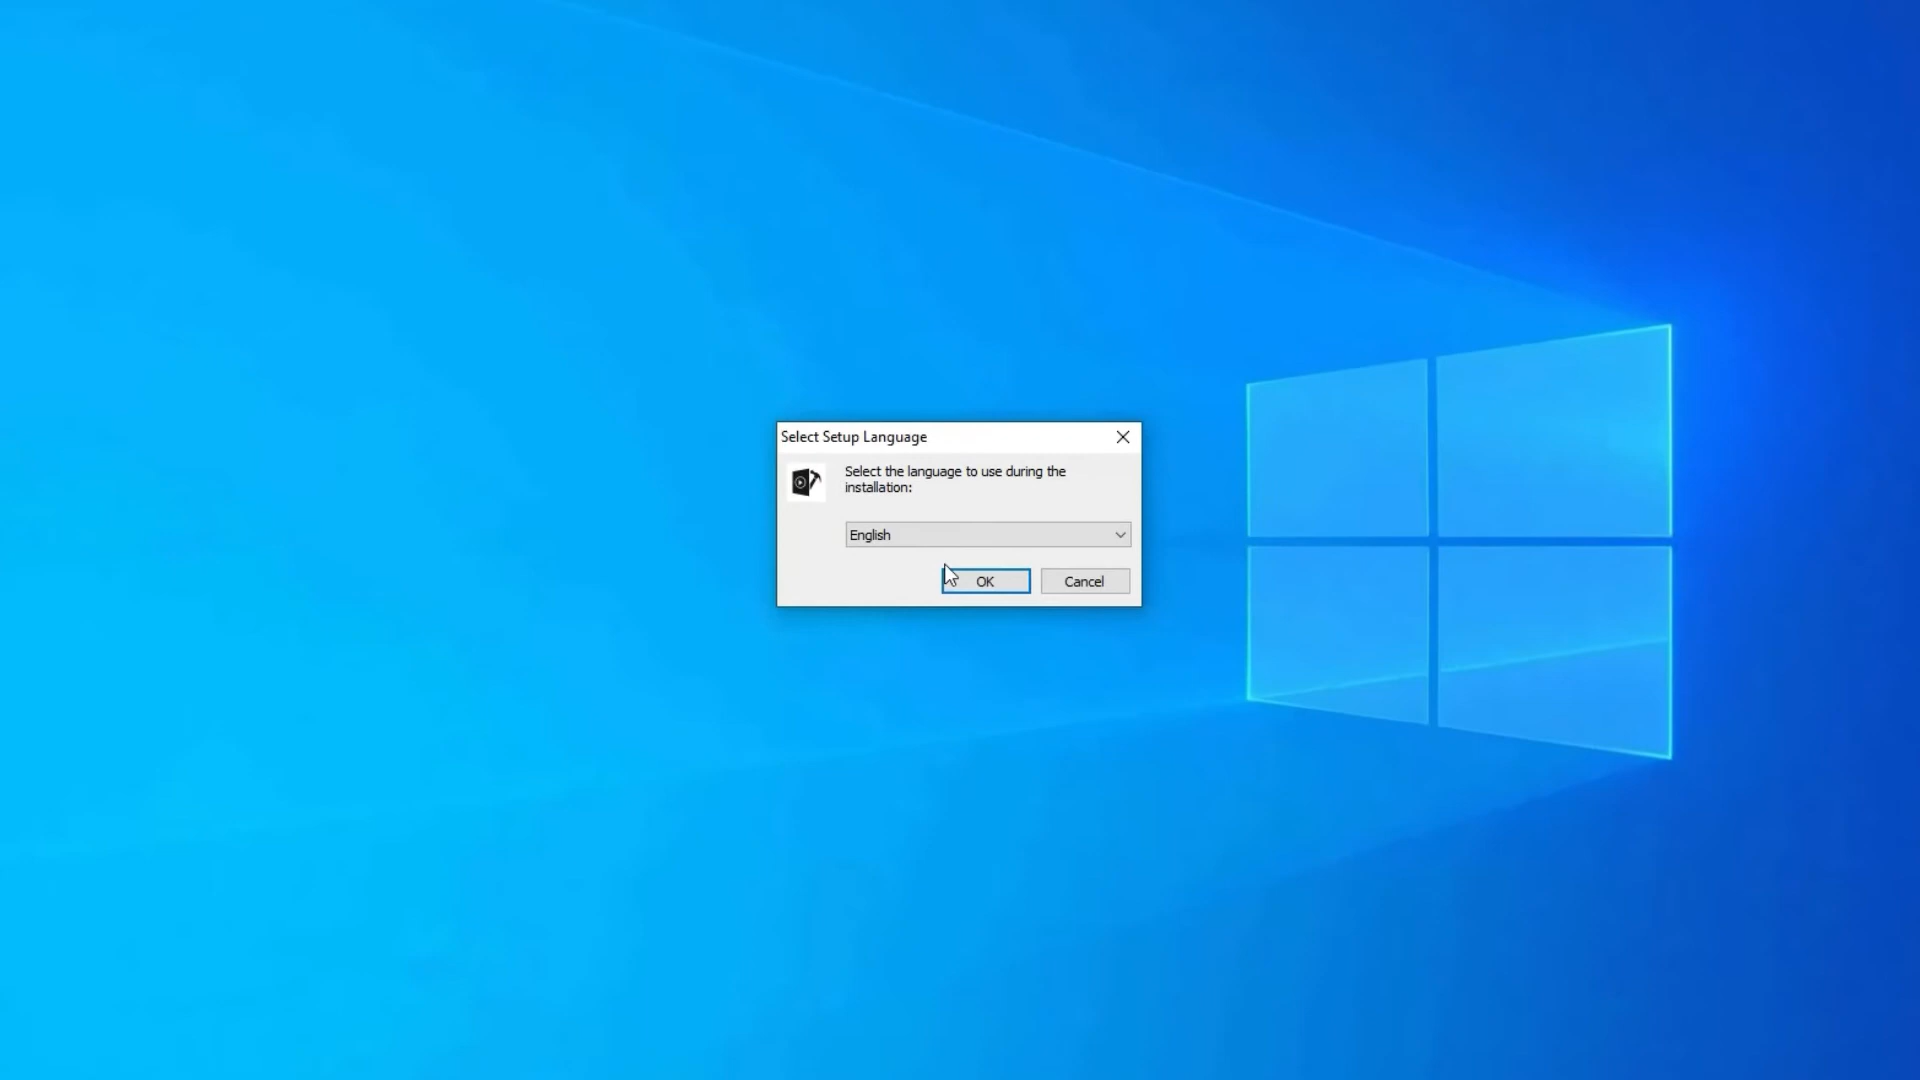 Select Setup Language
Select the language to use during the
installation:
English
OK
Cancel